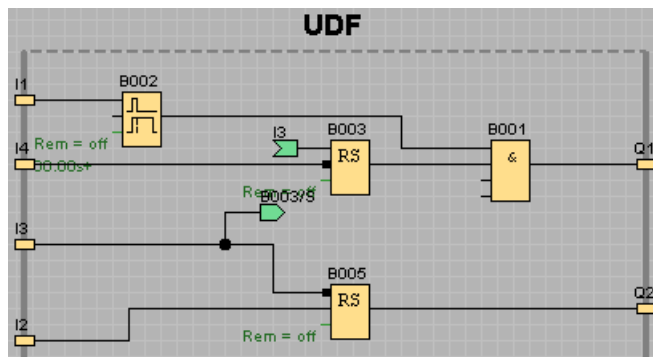 UDF
I1
B002
Rem = off
00.00s+
I4
I3
B003
RS
Rem = off
B003/S
B001
&
Q1
I3
B005
RS
Rem = off
Q2
I2